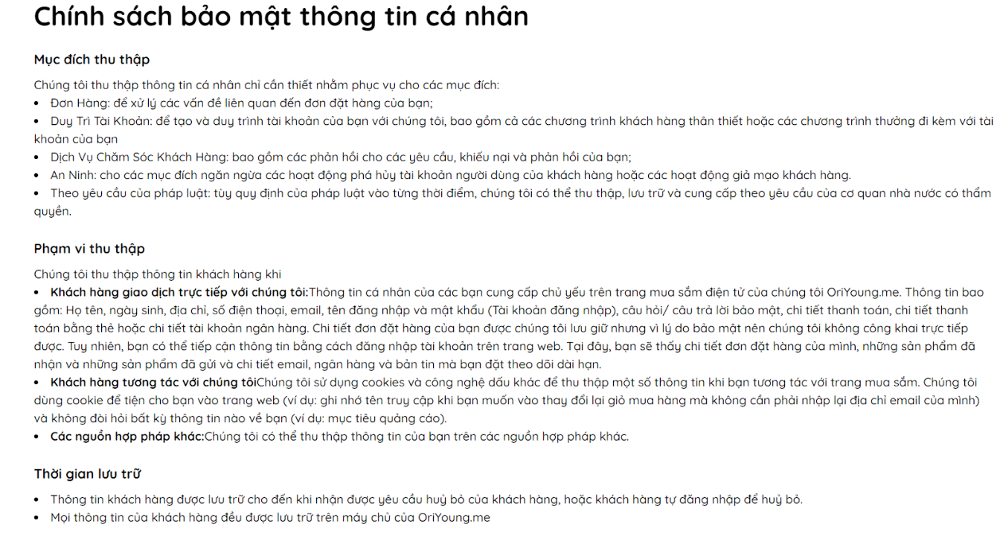 Chính sách bảo mật thông tin cá nhân
Mục đích thu thập
Chúng tôi thu thập thông tin cá nhân chỉ cần thiết nhằm phục vụ cho các mục đích:
• Đơn Hàng: để xử lý các vấn đề liên quan đến đơn đặt hàng của bạn;
• Duy Trì Tài Khoản: để tạo và duy trình tài khoản của bạn với chúng tôi, bao gồm cả các chương trình khách hàng thân thiết hoặc các chương trình thưởng đi kèm với tài
khoản của bạn
• Dịch Vụ Chăm Sóc Khách Hàng: bao gồm các phản hồi cho các yêu cầu, khiếu nại và phản hồi của bạn;
• An Ninh: cho các mục đích ngăn ngừa các hoạt động phá hủy tài khoản người dùng của khách hàng hoặc các hoạt động giả mạo khách hàng.
• Theo yêu cầu của pháp luật: tùy quy định của pháp luật vào từng thời điểm, chúng tôi có thể thu thập, lưu trữ và cung cấp theo yêu cầu của cơ quan nhà nước có thẩm
quyền.
Phạm vi thu thập
Chúng tôi thu thập thông tin khách hàng khi
• Khách hàng giao dịch trực tiếp với chúng tôi:Thông tin cá nhân của các bạn cung cấp chủ yếu trên trang mua sắm điện tử của chúng tôi OriYoung.me. Thông tin bao
gồm: Họ tên, ngày sinh, địa chỉ, số điện thoại, email, tên đăng nhập và mật khẩu (Tài khoản đăng nhập), câu hỏi/ câu trả lời bảo mật, chi tiết thanh toán, chi tiết thanh
toán bằng thẻ hoặc chi tiết tài khoản ngân hàng. Chi tiết đơn đặt hàng của bạn được chúng tôi lưu giữ nhưng vì lý do bảo mật nên chúng tôi không công khai trực tiếp
được. Tuy nhiên, bạn có thể tiếp cận thông tin bằng cách đăng nhập tài khoản trên trang web. Tại đây, bạn sẽ thấy chi tiết đơn đặt hàng của mình, những sản phẩm đã
nhận và những sản phẩm đã gửi và chi tiết email, ngân hàng và bản tin mà bạn đặt theo dõi dài hạn.
• Khách hàng tương tác với chúng tôiChúng tôi sử dụng cookies và công nghệ dấu khác để thu thập một số thông tin khi bạn tương tác với trang mua sắm. Chúng tôi
dùng cookie để tiện cho bạn vào trang web (ví dụ: ghi nhớ tên truy cập khi bạn muốn vào thay đổi lại giỏ mua hàng mà không cần phải nhập lại địa chỉ email của mình)
và không đòi hỏi bất kỳ thông tin nào về bạn (ví dụ: mục tiêu quảng cáo).
• Các nguồn hợp pháp khác:Chúng tôi có thể thu thập thông tin của bạn trên các nguồn hợp pháp khác.
Thời gian lưu trữ
• Thông tin khách hàng được lưu trữ cho đến khi nhận được yêu cầu huỷ bỏ của khách hàng, hoặc khách hàng tự đăng nhập để huỷ bỏ.
• Mọi thông tin của khách hàng đều được lưu trữ trên máy chủ của OriYoung.me